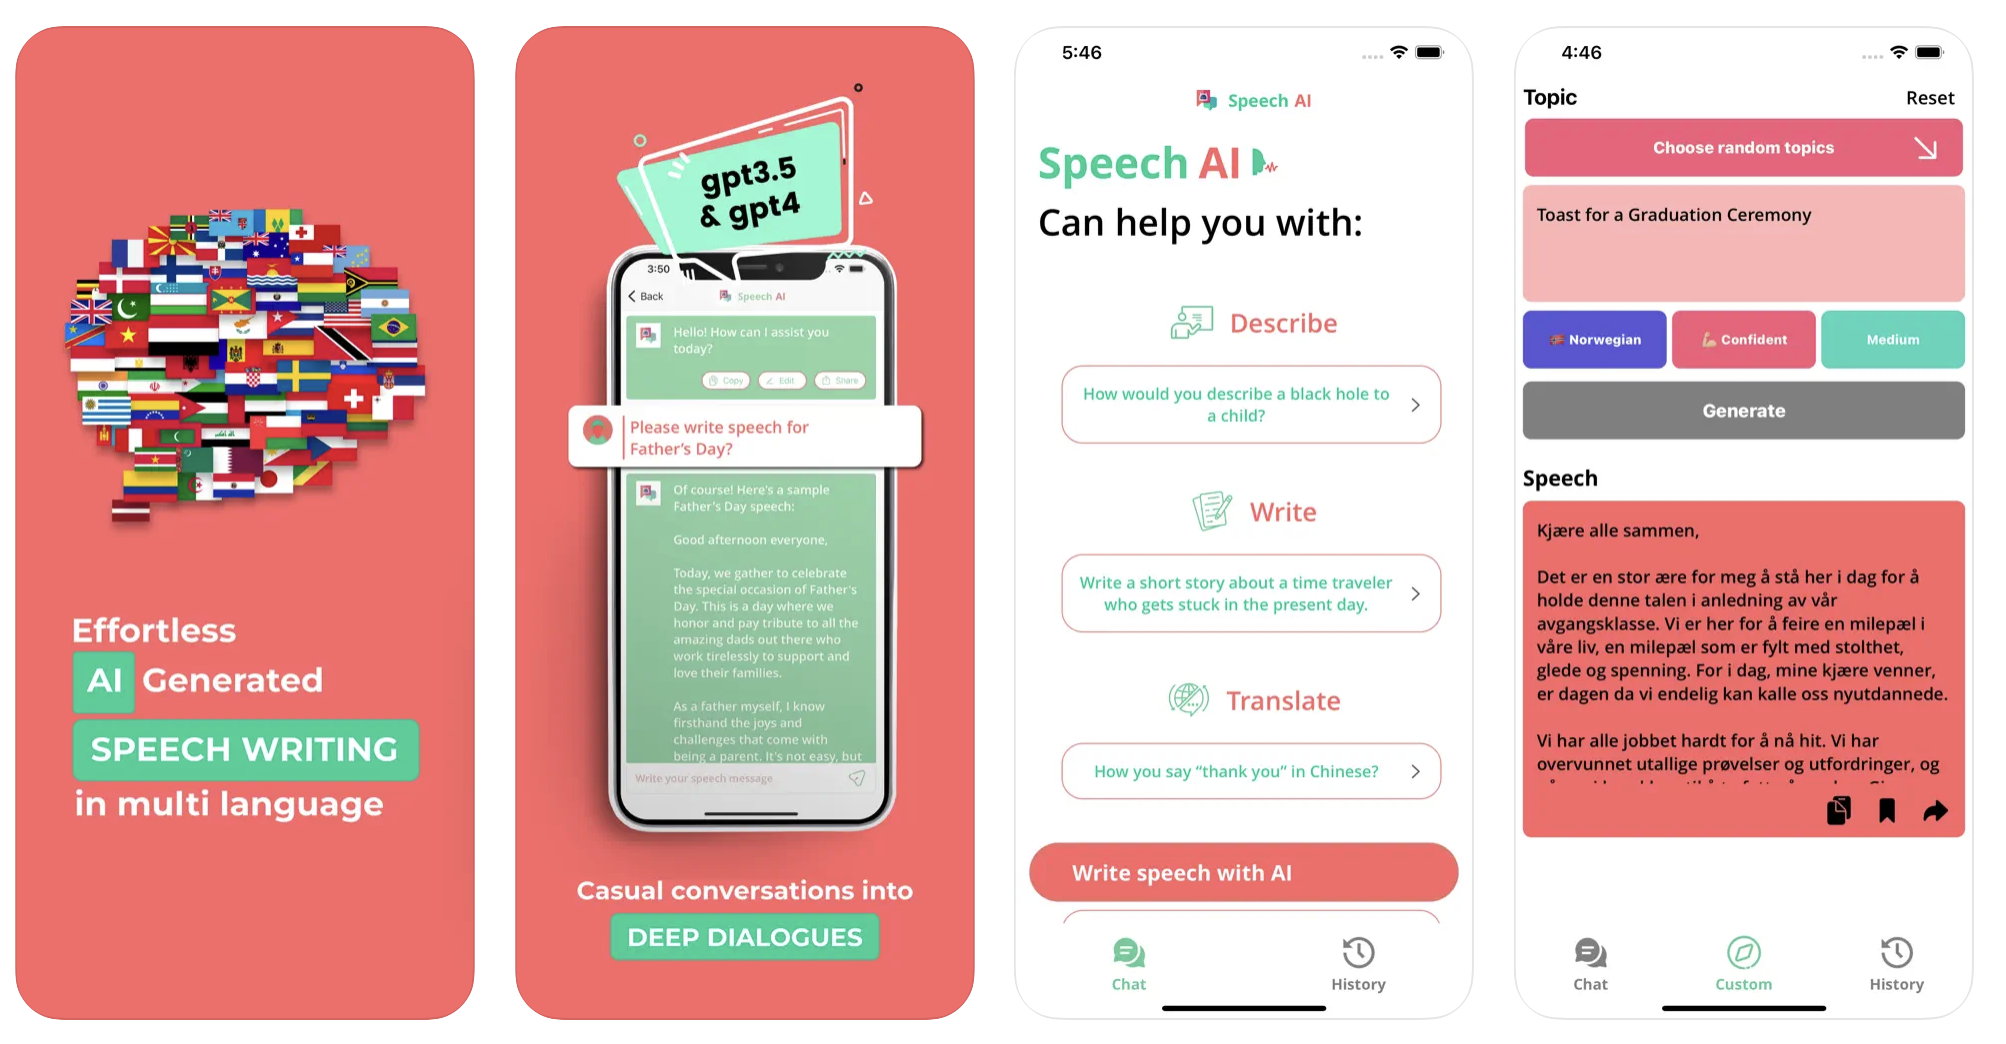 Effortless
AI Generated
SPEECH WRITING
in multi language
gpt3.5
& gpt4
3:50
Back
Speech AI
Hello! How can I assist you
today?
Copy
Edit
Share
Please write speech for
Father's Day?
Of course! Here's a sample
Father's Day speech:
Good afternoon everyone,
Today, we gather to celebrate
the special occasion of Father's
Day. This is a day where we
honor and pay tribute to all the
amazing dads out there who
work tirelessly to support and
love their families.
As a father myself, I know
firsthand the joys and
challenges that come with
being a parent. It's not easy, but
Write your speech message
Casual conversations into
DEEP DIALOGUES
5:46
Speech AI
Speech AI
Can help you with:
Describe
How would you describe a black hole to
a child?
Write
Write a short story about a time traveler
who gets stuck in the present day.
Translate
How you say “thank you” in Chinese?
Write speech with AI
Chat
History
4:46
Topic
Reset
Choose random topics
Toast for a Graduation Ceremony
Norwegian
Confident
Medium
Generate
Speech
Kjære alle sammen,
Det er en stor ære for meg å stå her i dag for å
holde denne talen i anledning av vår
avgangsklasse. Vi er her for å feire en milepæl i
våre liv, en milepæl som er fylt med stolthet,
glede og spenning. For i dag, mine kjære venner,
er dagen da vi endelig kan kalle oss nyutdannede.
Vi har alle jobbet hardt for å nå hit. Vi har
overvunnet utallige prøvelser og utfordringer, og
Chat
Custom
History